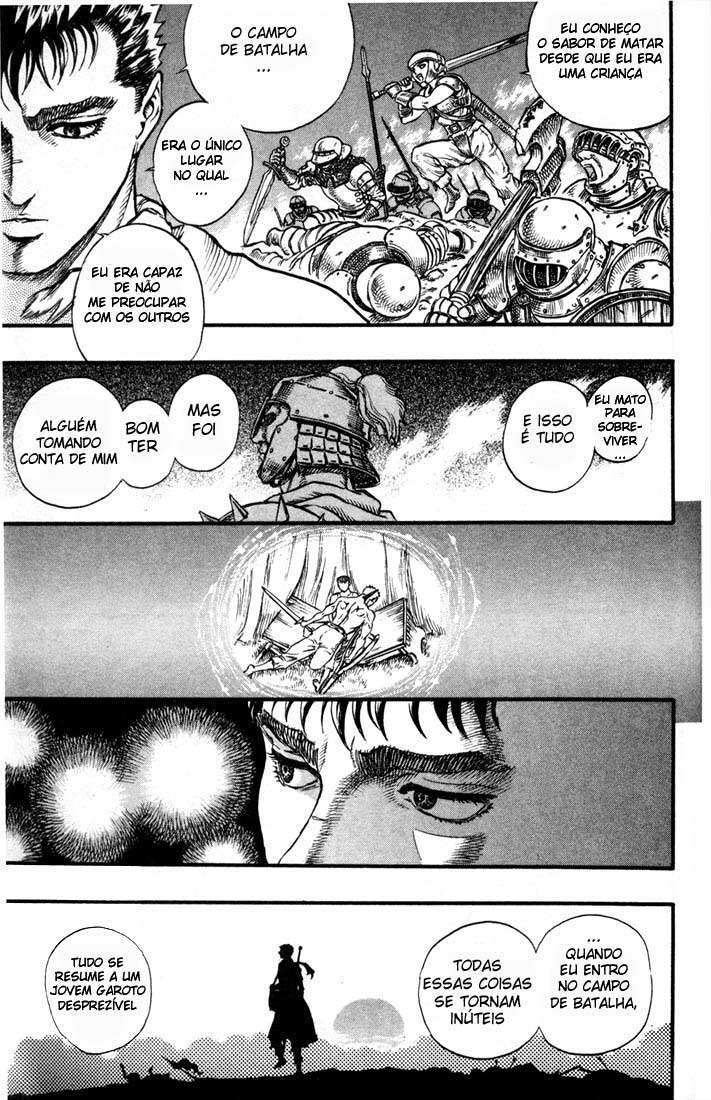 EU CONHEÇO
O SABOR DE MATAR
DESDE QUE EU ERA
UMA CRIANÇA
O CAMPO
DE BATALHA
...
ERA O ÚNICO
LUGAR
NO QUAL
...
EU ERA CAPAZ
DE NÃO
ME PREOCUPAR
COM OS OUTROS
EU MATO
PARA
SOBRE-
VIVER
...
E ISSO
É TUDO
MAS
FOI
BOM
TER
ALGUÉM
TOMANDO
CONTA DE MIM
...
QUANDO
EU ENTRO
NO CAMPO
DE BATALHA,
TODAS
ESSAS COISAS
SE TORNAM
INÚTEIS
TUDO SE
RESUME A UM
JOVEM GAROTO
DESPREZÍVEL